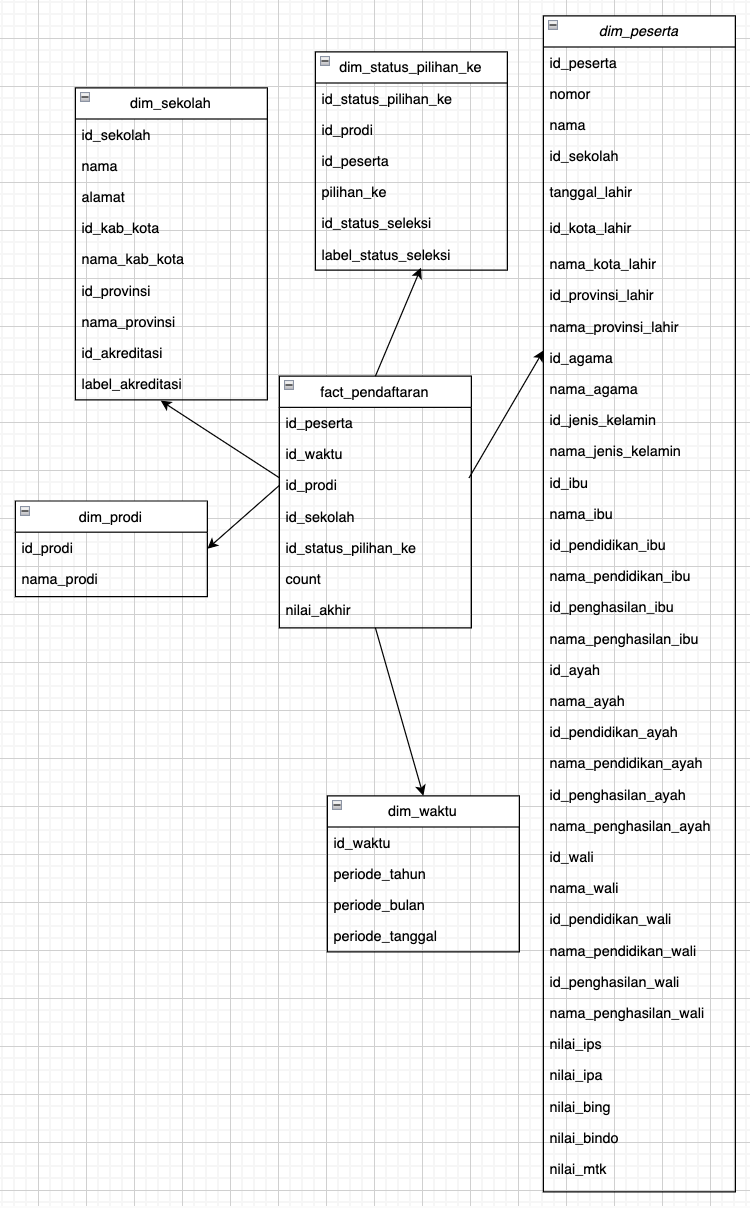 dim_sekolah
id_sekolah
nama
alamat
id_kab_kota
nama_kab_kota
id_provinsi
nama_provinsi
id_akreditasi
label_akreditasi
dim_status_pilihan_ke
id_status_pilihan_ke
id_prodi
id_peserta
pilihan_ke
id_status_seleksi
label_status_seleksi
dim_peserta
id_peserta
nomor
nama
id_sekolah
tanggal_lahir
id_kota_lahir
nama_kota_lahir
id_provinsi_lahir
nama_provinsi_lahir
id_agama
nama_agama
id_jenis_kelamin
nama_jenis_kelamin
id_ibu
nama_ibu
id_pendidikan_ibu
nama_pendidikan_ibu
id_penghasilan_ibu
nama_penghasilan_ibu
id_ayah
nama_ayah
id_pendidikan_ayah
nama_pendidikan_ayah
id_penghasilan_ayah
nama_penghasilan_ayah
id_wali
nama_wali
id_pendidikan_wali
nama_pendidikan_wali
id_penghasilan_wali
nama_penghasilan_wali
nilai_ips
nilai_ipa
nilai_bing
nilai_bindo
nilai_mtk
fact_pendaftaran
id_peserta
id_waktu
id_prodi
id_sekolah
id_status_pilihan_ke
count
nilai_akhir
dim_prodi
id_prodi
nama_prodi
dim_waktu
id_waktu
periode_tahun
periode_bulan
periode_tanggal